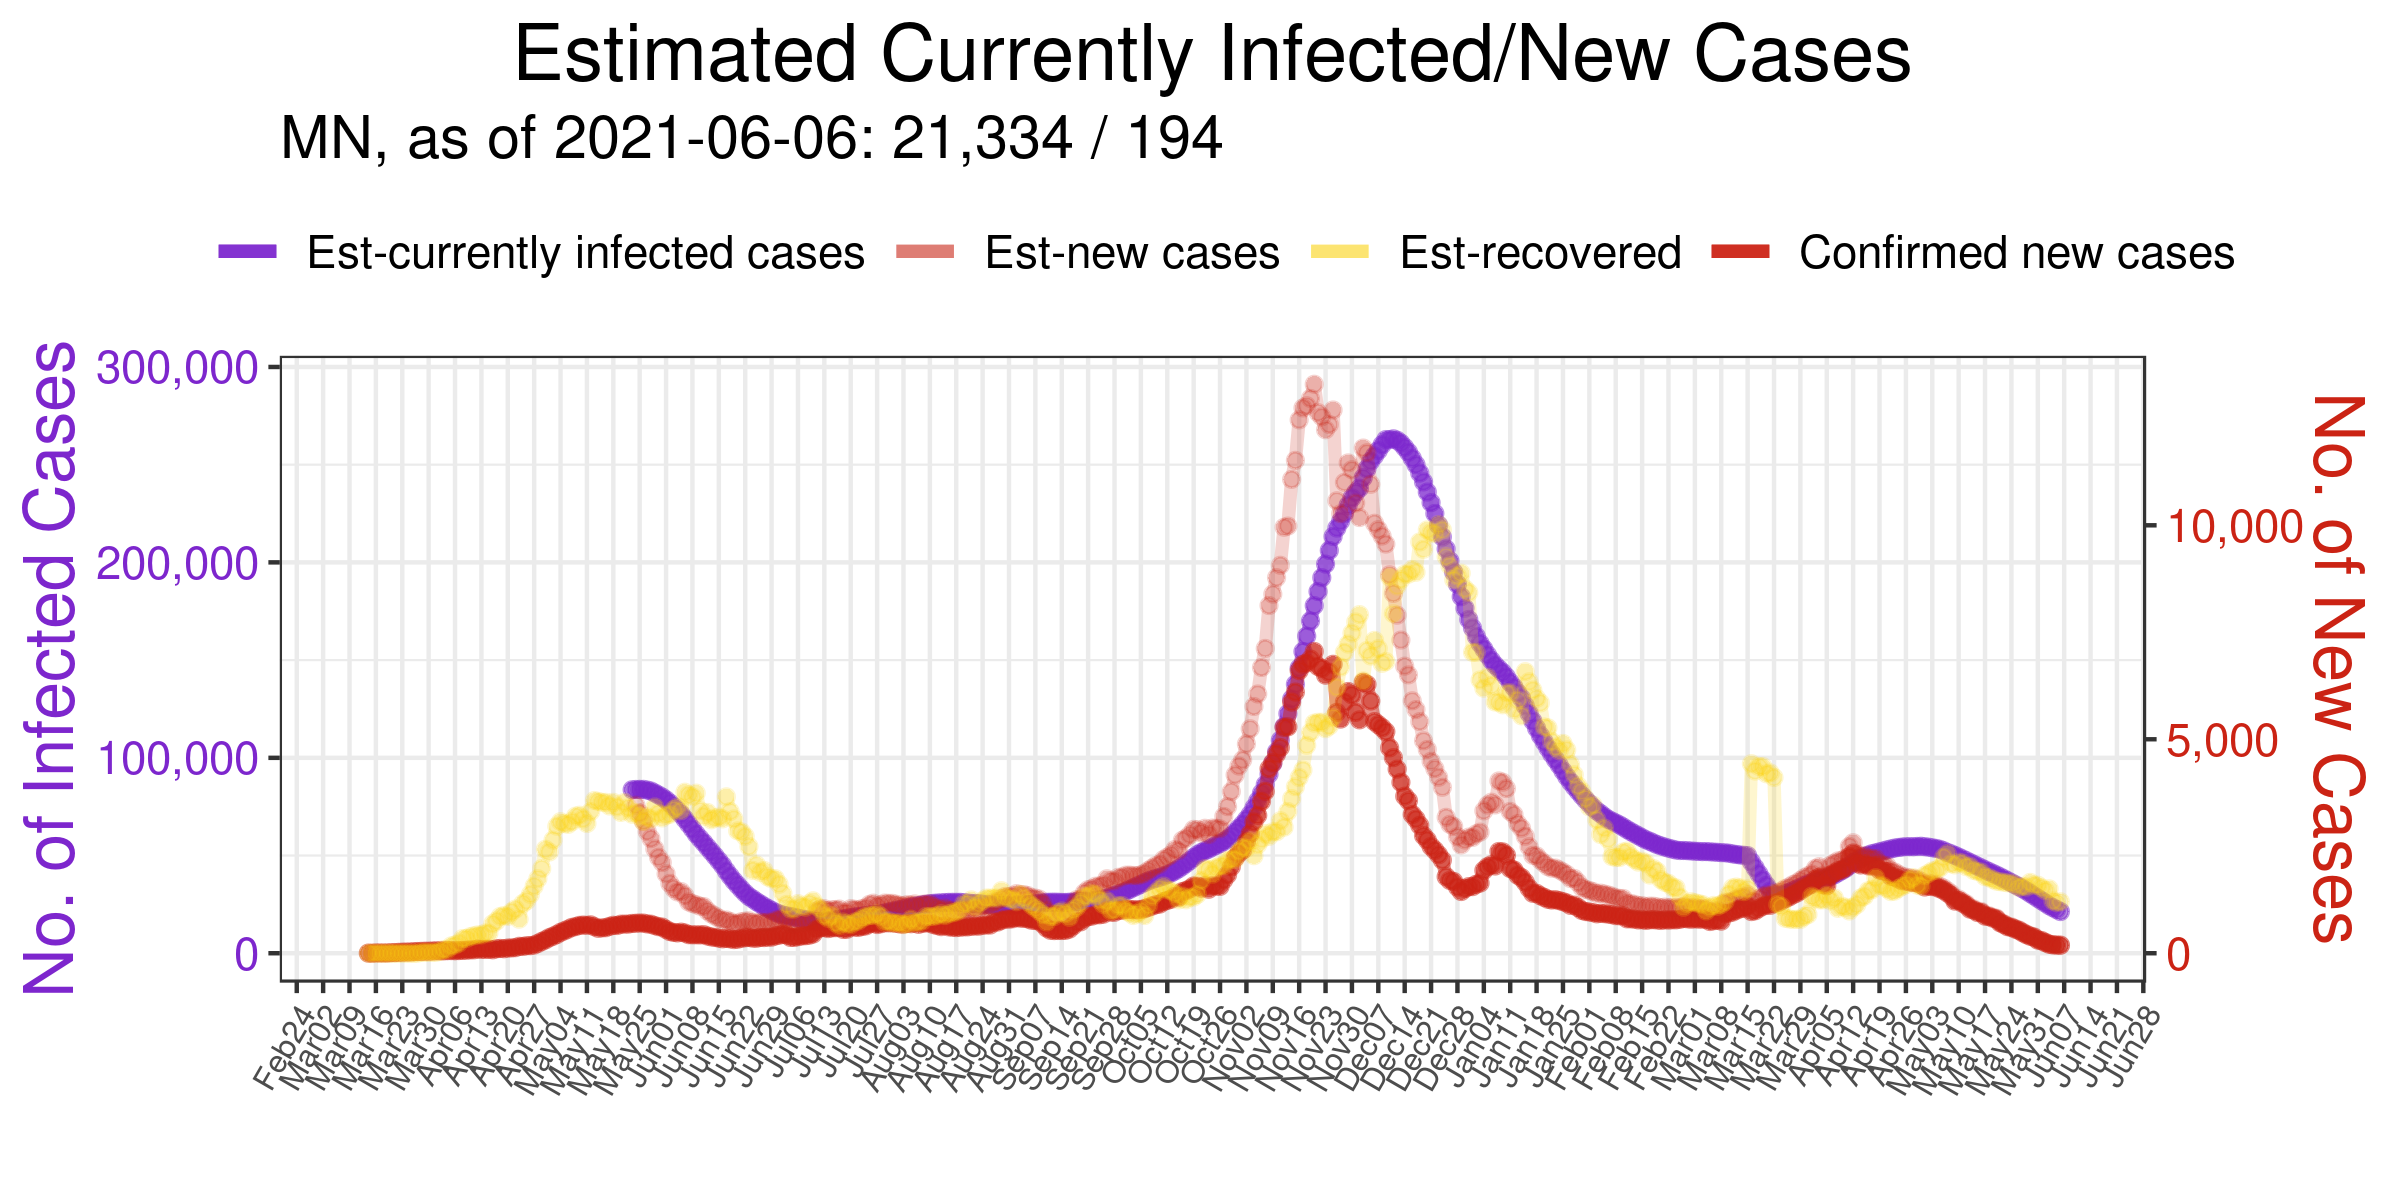 Estimated Currently Infected/New Cases
MN, as of 2021-06-06: 21,334 / 194
Est-currently infected cases Est-new cases Est-recovered Confirmed new cases
No. of Infected Cases
300,000
200,000
100,000
0
10,000
5,000
0
No. of New Cases
Feb24
Mar02
Mar09
Mar16
Mar23
Mar30
Apr06
Apr13
Apr20
Apr27
May04
May11
May18
May25
Jun01
Jun08
Jun15
Jun22
Jun29
Jul06
Jul13
Jul20
Jul27
Aug03
Aug10
Aug17
Aug24
Aug31
Sep07
Sep14
Sep21
Sep28
Oct05
Oct12
Oct19
Oct26
Nov02
Nov09
Nov16
Nov23
Nov30
Dec07
Dec14
Dec21
Dec28
Jan04
Jan11
Jan18
Jan25
Feb01
Feb08
Feb15
Feb22
Mar01
Mar08
Mar15
Mar22
Mar29
Apr05
Apr12
Apr19
Apr26
May03
May10
May17
May24
May31
Jun07
Jun14
Jun21
Jun28